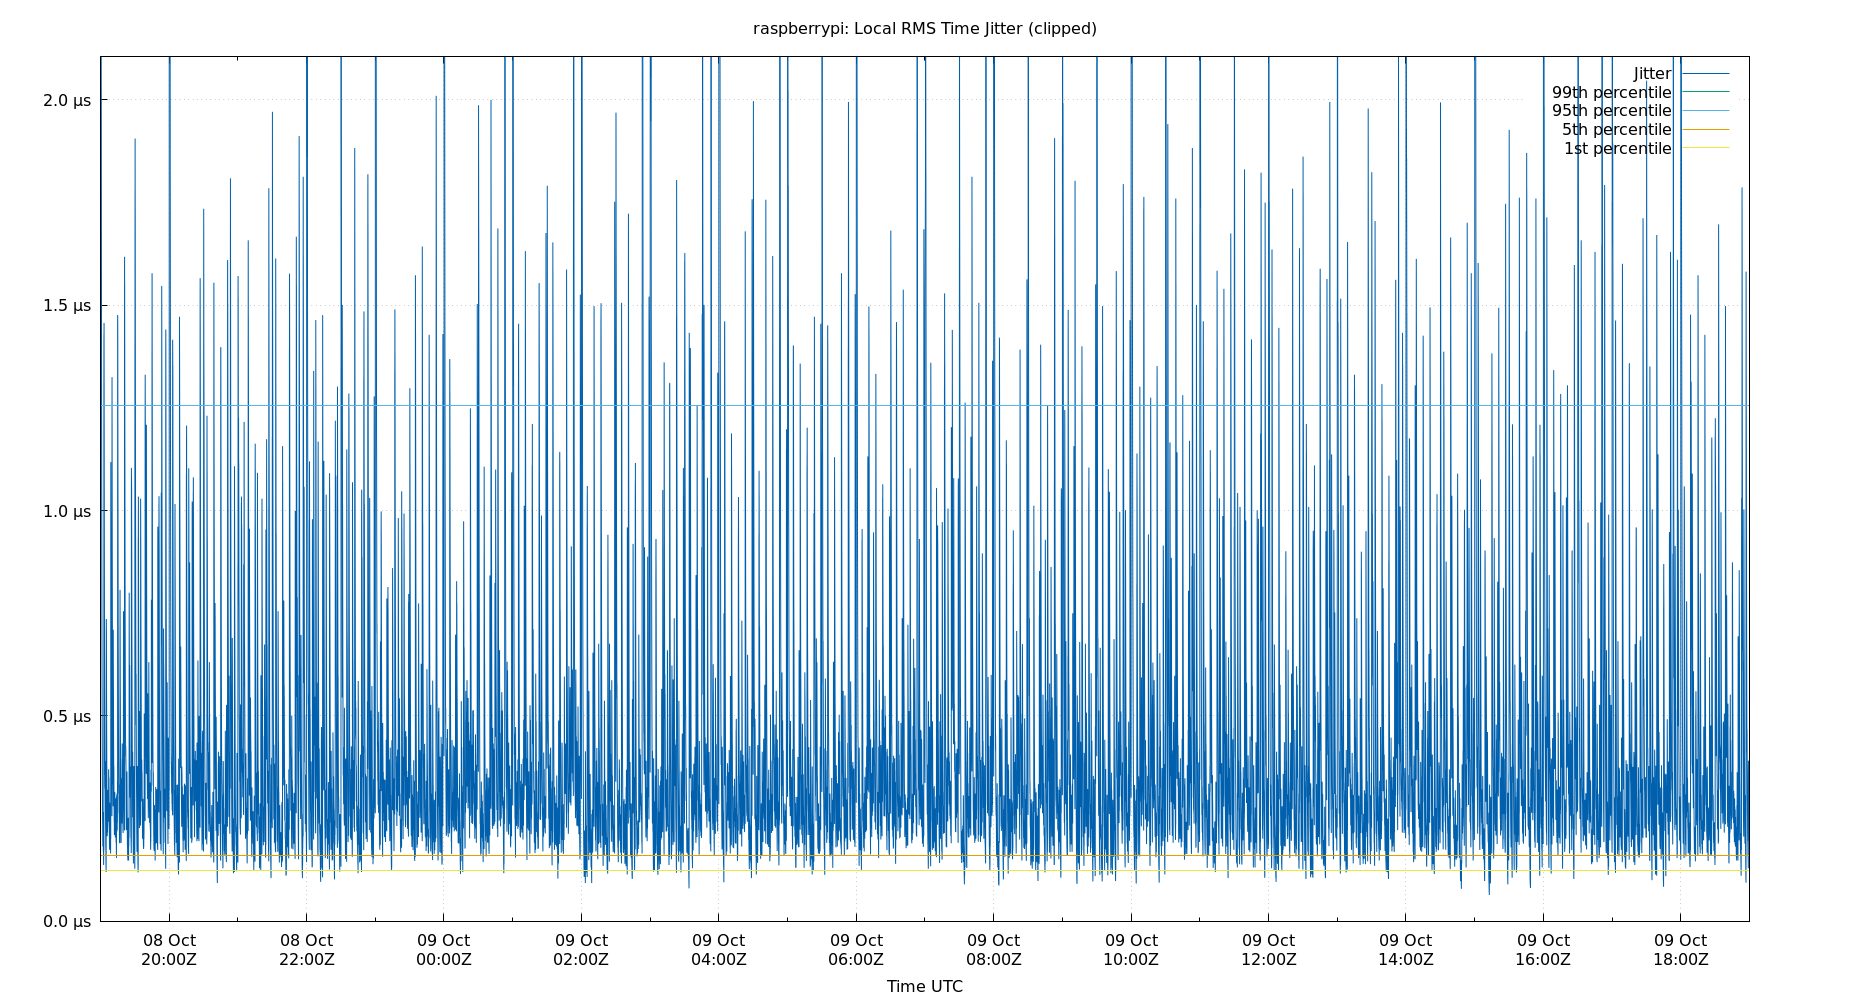 raspberrypi: Local RMS Time Jitter (clipped)
2.0 µs
1.5 µs
1.0 µs
0.5 µs
0.0 µs
Jitter
99th percentile
95th percentile
5th percentile
1st percentile
08 Oct
20:00Z
08 Oct
22:00Z
09 Oct
00:00Z
09 Oct
02:00Z
09 Oct
04:00Z
09 Oct
06:00Z
09 Oct
08:00Z
09 Oct
10:00Z
09 Oct
12:00Z
09 Oct
14:00Z
09 Oct
16:00Z
09 Oct
18:00Z
Time UTC